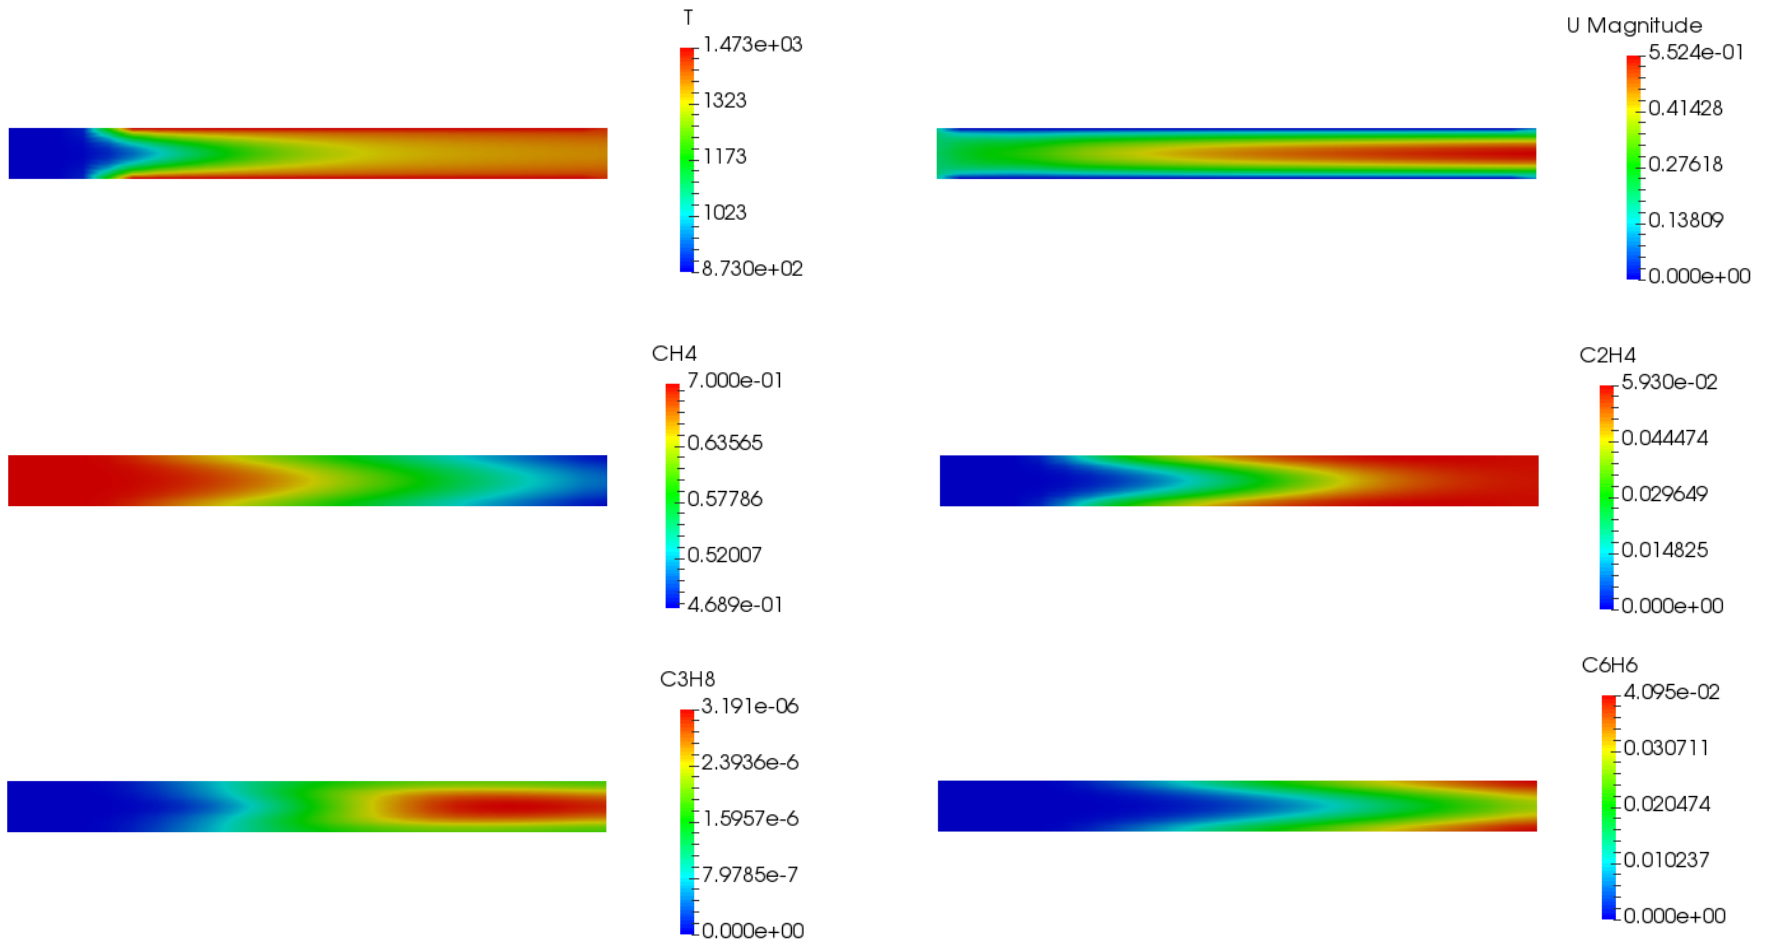 T
1.473e+03
1323
1173
1023
8.730e+02
U Magnitude
5.524e-01
0.41428
0.27618
0.13809
0.000e+00
CH4
7.000e-01
0.63565
0.57786
0.52007
4.689e-01
C2H4
5.930e-02
0.044474
0.029649
0.014825
0.000e+00
C3H8
3.191e-06
2.3936e-6
1.5957e-6
7.9785e-7
0.000e+00
C6H6
4.095e-02
0.030711
0.020474
0.010237
0.000e+00